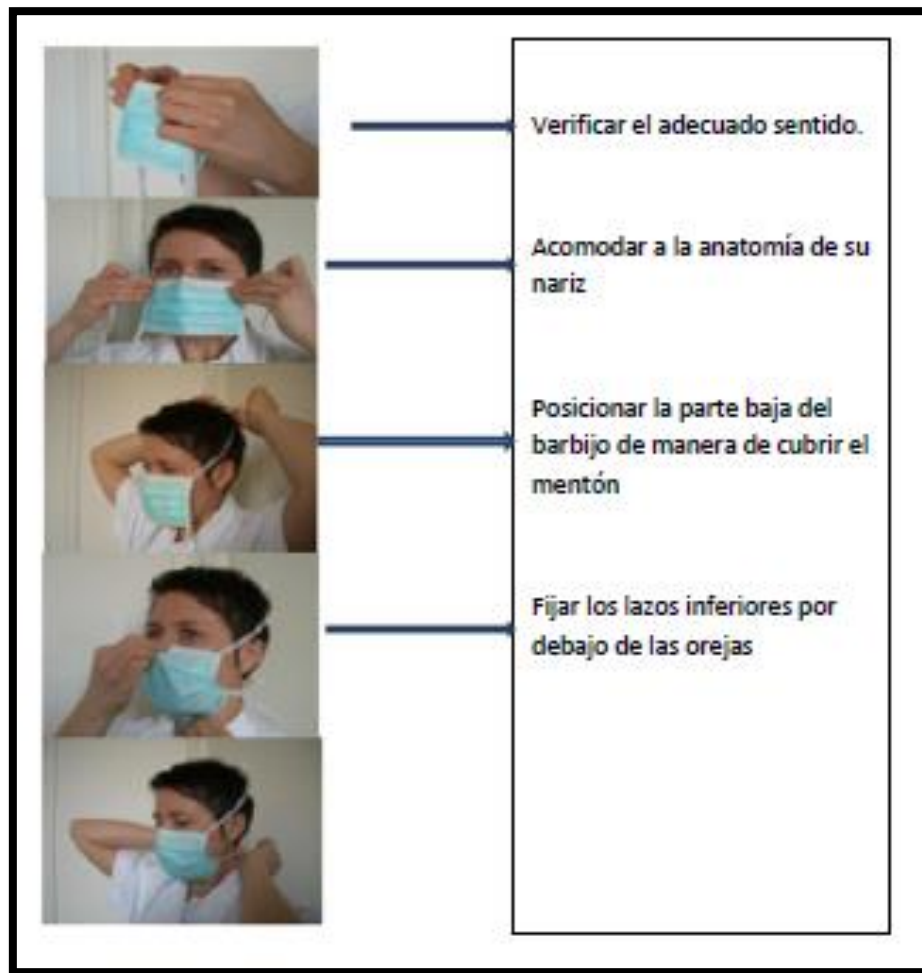 Verificar el adecuado sentido.
Acomodar a la anatomía de su
nariz
Posicionar la parte baja del
barbijo de manera de cubrir el
mentón
Fijar los lazos inferiores por
debajo de las orejas